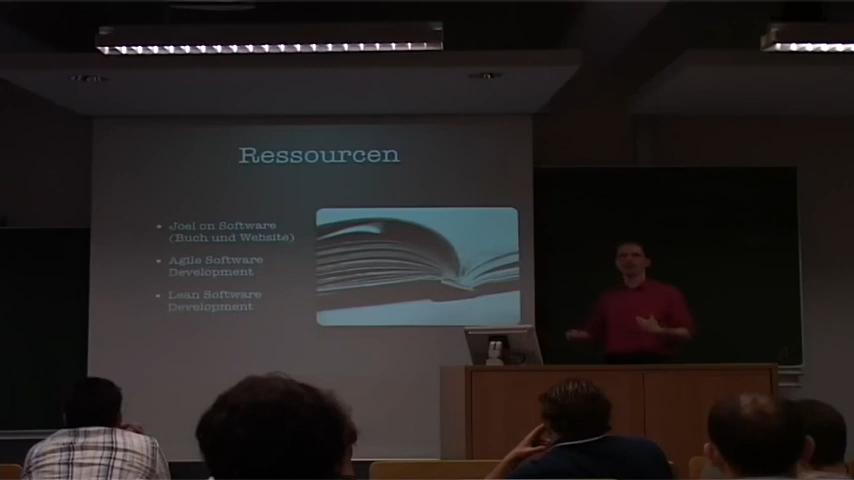 Ressourcen
• Joel on Software
(Buch und Website)
• Agile Software
Development
• Lean Software
Development